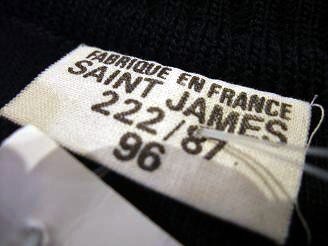 FABRIQUE EN FRANCE
SAINT JAMES
222/87
96